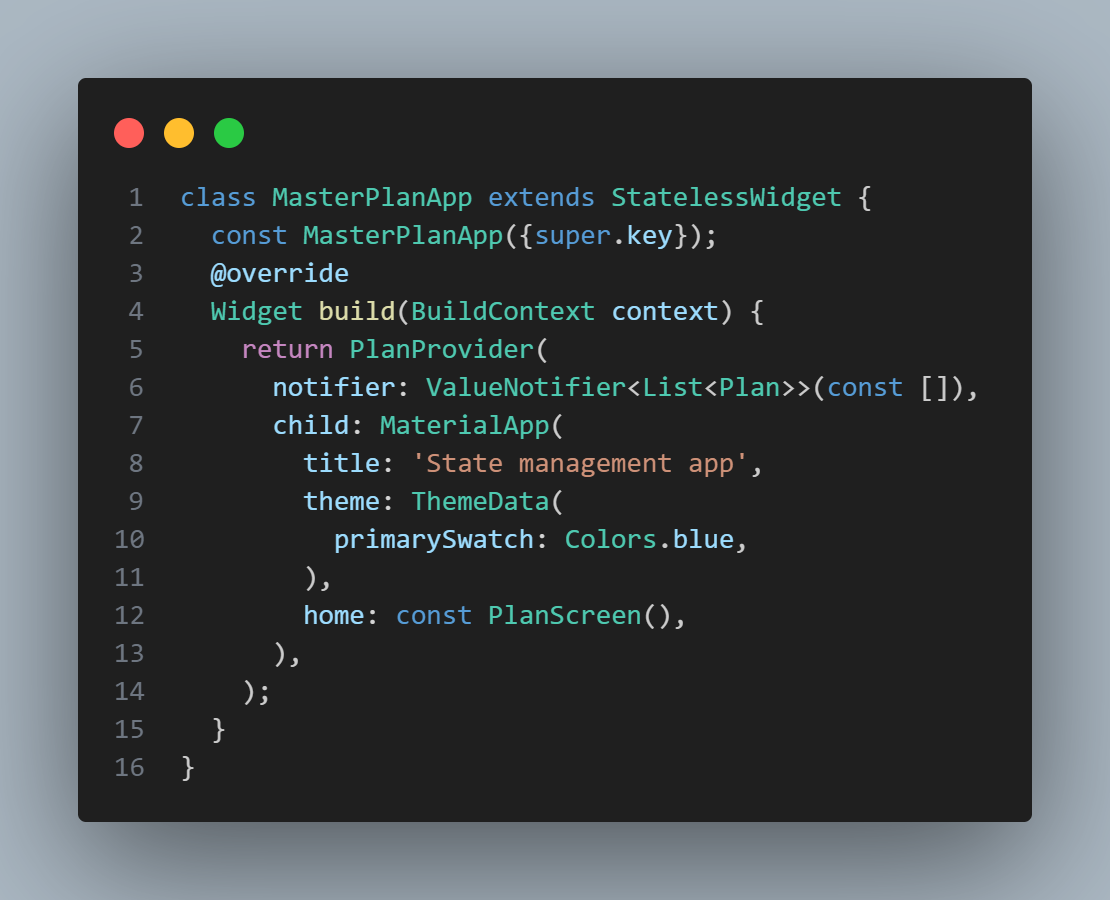 1 class MasterPlanApp extends StatelessWidget {
2   const MasterPlanApp({super.key});
3   @override
4   Widget build(BuildContext context) {
5     return PlanProvider(
6       notifier: ValueNotifier<List<Plan>>(const []),
7       child: MaterialApp(
8         title: 'State management app',
9         theme: ThemeData(
10           primarySwatch: Colors.blue,
11         ),
12         home: const PlanScreen(),
13       ),
14     );
15   }
16 }